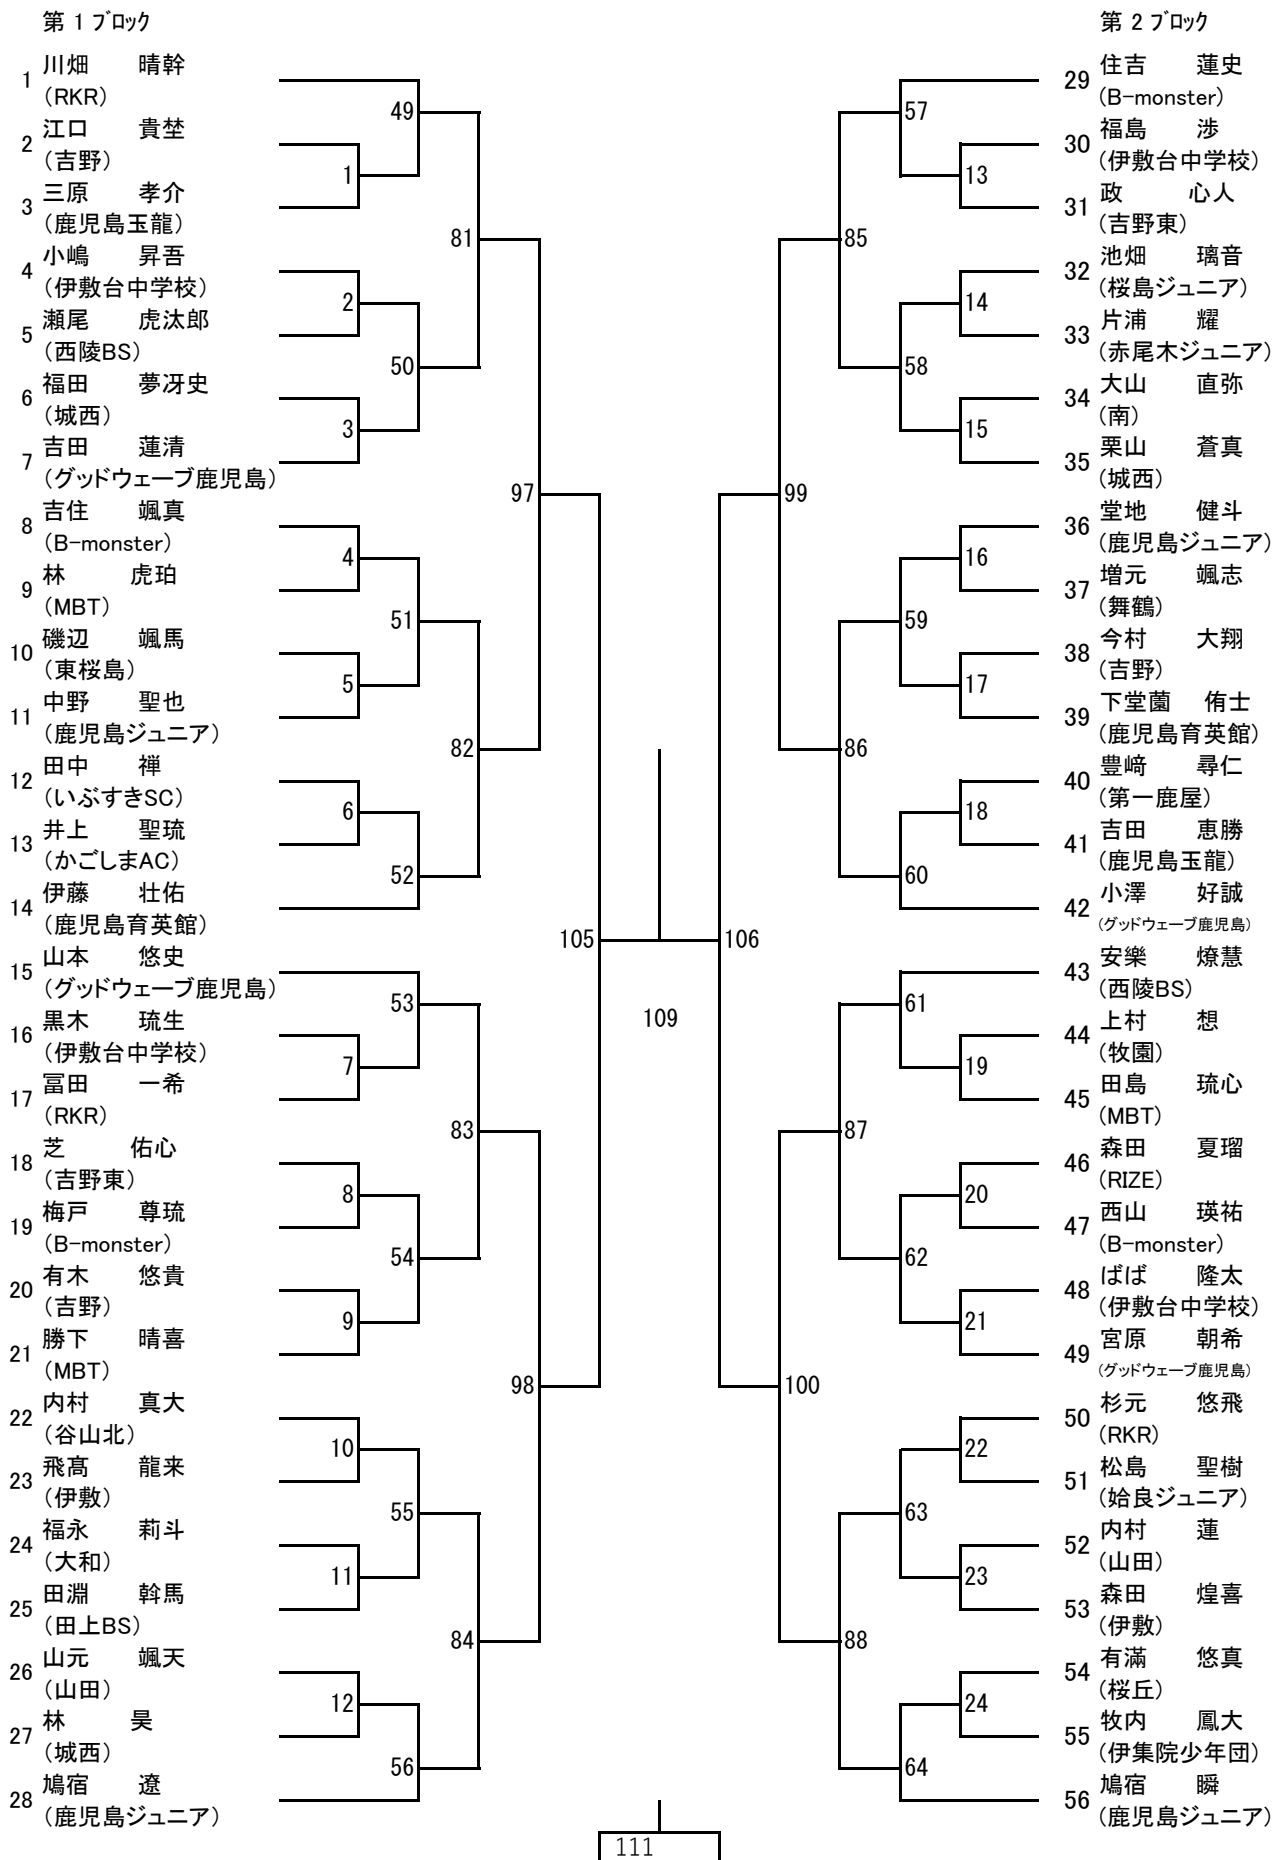 第１ブロック
1 川畑 晴幹
(RKR)
2 江口 貴埜
(吉野)
3 三原 孝介
(鹿児島玉龍)
4 小嶋 昇吾
(伊敷台中学校)
5 瀬尾 虎汰郎
(西陵BS)
6 福田 夢冴史
(城西)
7 吉田 蓮清
(グッドウェーブ鹿児島)
8 吉住 颯真
(B-monster)
9 林 虎珀
(MBT)
10 磯辺 颯馬
(東桜島)
11 中野 聖也
(鹿児島ジュニア)
12 田中 禅
(いぶすきSC)
13 井上 聖琉
(かごしまAC)
14 伊藤 壮佑
(鹿児島育英館)
15 山本 悠史
(グッドウェーブ鹿児島)
16 黒木 琉生
(伊敷台中学校)
17 冨田 一希
(RKR)
18 芝 佑心
(吉野東)
19 梅戸 尊琉
(B-monster)
20 有木 悠貴
(吉野)
21 勝下 晴喜
(MBT)
22 内村 真大
(谷山北)
23 飛髙 龍来
(伊敷)
24 福永 莉斗
(大和)
25 田淵 斡馬
(田上BS)
26 山元 颯天
(山田)
27 林 昊
(城西)
28 鳩宿 遼
(鹿児島ジュニア)
1
2
3
4
5
6
7
8
9
10
11
12
49
50
51
52
53
54
55
56
81
82
83
84
97
98
105
109
111
106
99
100
85
86
87
88
57
58
59
60
61
62
63
64
13
14
15
16
17
18
19
20
21
22
23
24
第２ブロック
29 住吉 蓮史
(B-monster)
30 福島 渉
(伊敷台中学校)
31 政 心人
(吉野東)
32 池畑 璃音
(桜島ジュニア)
33 片浦 耀
(赤尾木ジュニア)
34 大山 直弥
(南)
35 栗山 蒼真
(城西)
36 堂地 健斗
(鹿児島ジュニア)
37 増元 颯志
(舞鶴)
38 今村 大翔
(吉野)
39 下堂薗 侑士
(鹿児島育英館)
40 豊﨑 尋仁
(第一鹿屋)
41 吉田 恵勝
(鹿児島玉龍)
42 小澤 好誠
(グッドウェーブ鹿児島)
43 安樂 燎慧
(西陵BS)
44 上村 想
(牧園)
45 田島 琉心
(MBT)
46 森田 夏瑠
(RIZE)
47 西山 瑛祐
(B-monster)
48 ばば 隆太
(伊敷台中学校)
49 宮原 朝希
(グッドウェーブ鹿児島)
50 杉元 悠飛
(RKR)
51 松島 聖樹
(姶良ジュニア)
52 内村 蓮
(山田)
53 森田 煌喜
(伊敷)
54 有滿 悠真
(桜丘)
55 牧内 鳳大
(伊集院少年団)
56 鳩宿 瞬
(鹿児島ジュニア)